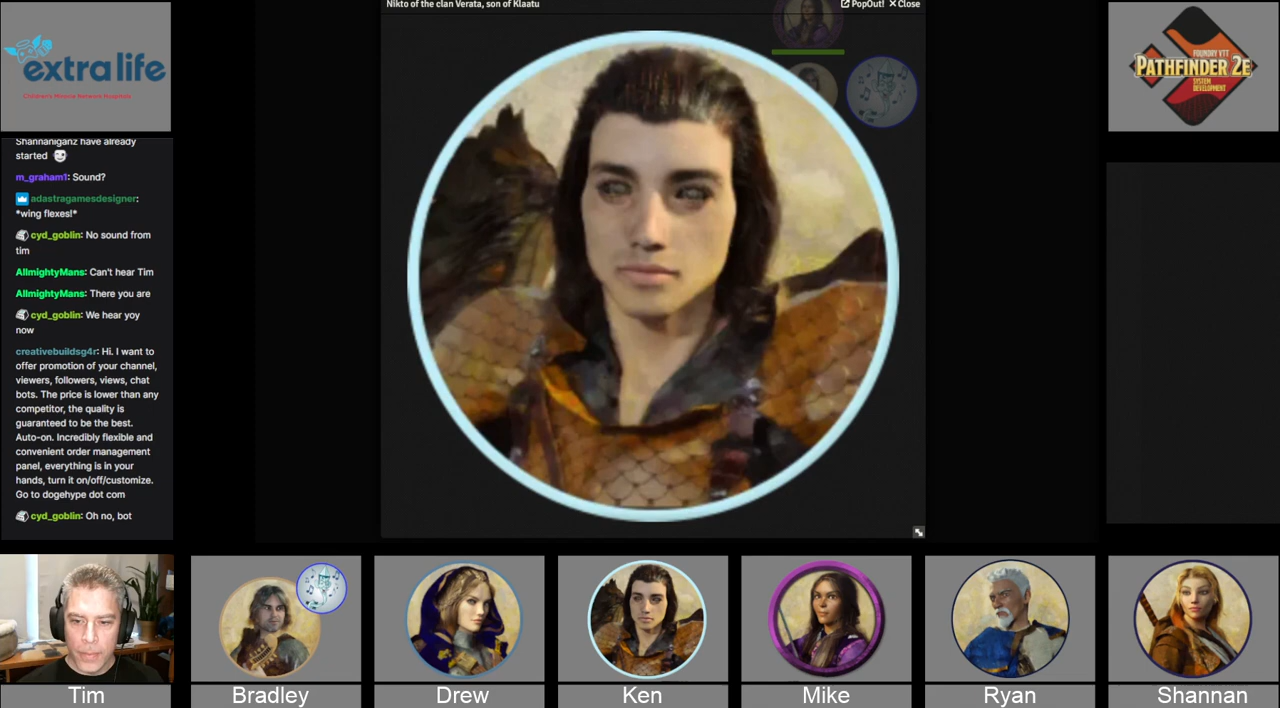 Nikto of the clan Verata, son of Klaatu
PopOut! Close
extralife
Children's Miracle Network Hospitals
FOUNDRY VTT
PATHFINDER 2E
SYSTEM
DEVELOPMENT
Shannaniganz have already
started
m_graham1: Sound?
adastragamesdesigner:
*wing flexes!*
cyd_goblin: No sound from
tim
AllmightyMans: Can't hear Tim
AllmightyMans: There you are
cyd_goblin: We hear yoy
now
creativebuildsg4r: Hi. I want to
offer promotion of your channel,
viewers, followers, views, chat
bots. The price is lower than any
competitor, the quality is
guaranteed to be the best.
Auto-on. Incredibly flexible and
convenient order management
panel, everything is in your
hands, turn it on/off/customize.
Go to dogehype dot com
cyd_goblin: Oh no, bot
Tim
Bradley
Drew
Ken
Mike
Ryan
Shannan